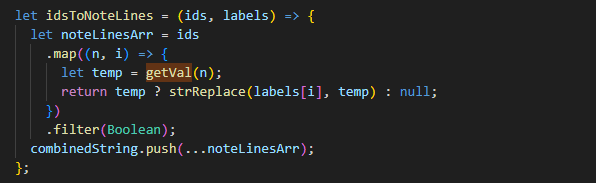 let idsToNoteLines = (ids, labels) => {
  let noteLinesArr = ids
    .map((n, i) => {
      let temp = getVal(n);
      return temp ? strReplace(labels[i], temp) : null;
    })
    .filter(Boolean);
  combinedString.push(...noteLinesArr);
};